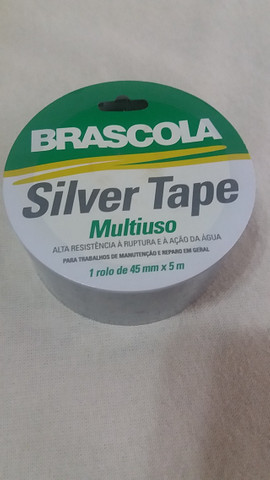 BRASCOLA
Silver Tape
Multiuso
ALTA RESISTÊNCIA À RUPTURA E À AÇÃO DA ÁGUA
PARA TRABALHOS DE MANUTENÇÃO E REPARO EM GERAL
1 rolo de 45 mm x 5 m